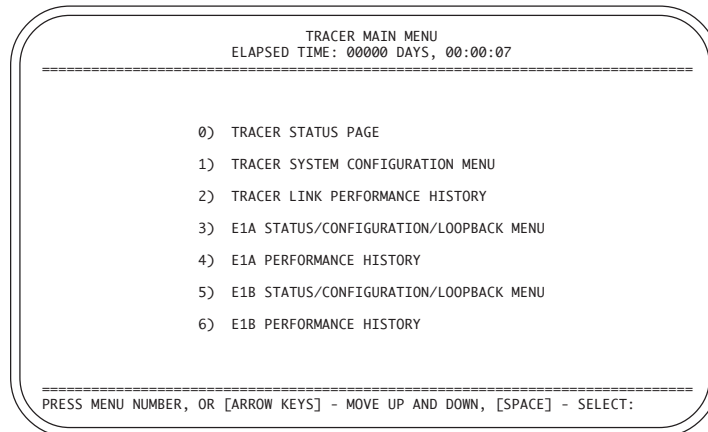 TRACER MAIN MENU
ELAPSED TIME: 00000 DAYS, 00:00:07
================================================================================
0) TRACER STATUS PAGE
1) TRACER SYSTEM CONFIGURATION MENU
2) TRACER LINK PERFORMANCE HISTORY
3) E1A STATUS/CONFIGURATION/LOOPBACK MENU
4) E1A PERFORMANCE HISTORY
5) E1B STATUS/CONFIGURATION/LOOPBACK MENU
6) E1B PERFORMANCE HISTORY
================================================================================
PRESS MENU NUMBER, OR [ARROW KEYS] - MOVE UP AND DOWN, [SPACE] - SELECT: